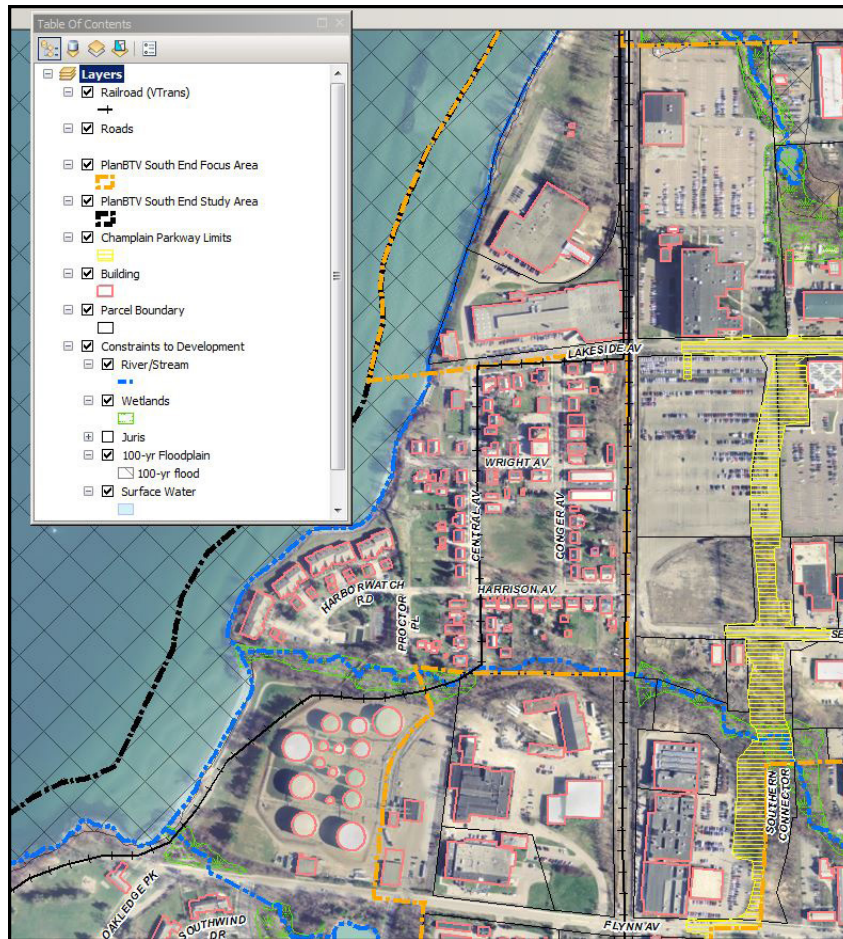 Table Of Contents
Layers
Railroad (VTrans)
Roads
PlanBTV South End Focus Area
PlanBTV South End Study Area
Champlain Parkway Limits
Building
Parcel Boundary
Constraints to Development
River/Stream
Wetlands
Juris
100-yr Floodplain
100-yr flood
Surface Water
LAKESIDE AV
WRIGHT AV
CENTRAL AV
CONGER AV
HARBORWATCH
RD
PROCTOR
PL
HARRISON AV
SE
SOUTHERN
CONNECTOR
OAKLEDGE PK
SOUTHWIND
DR
FLYNN AV